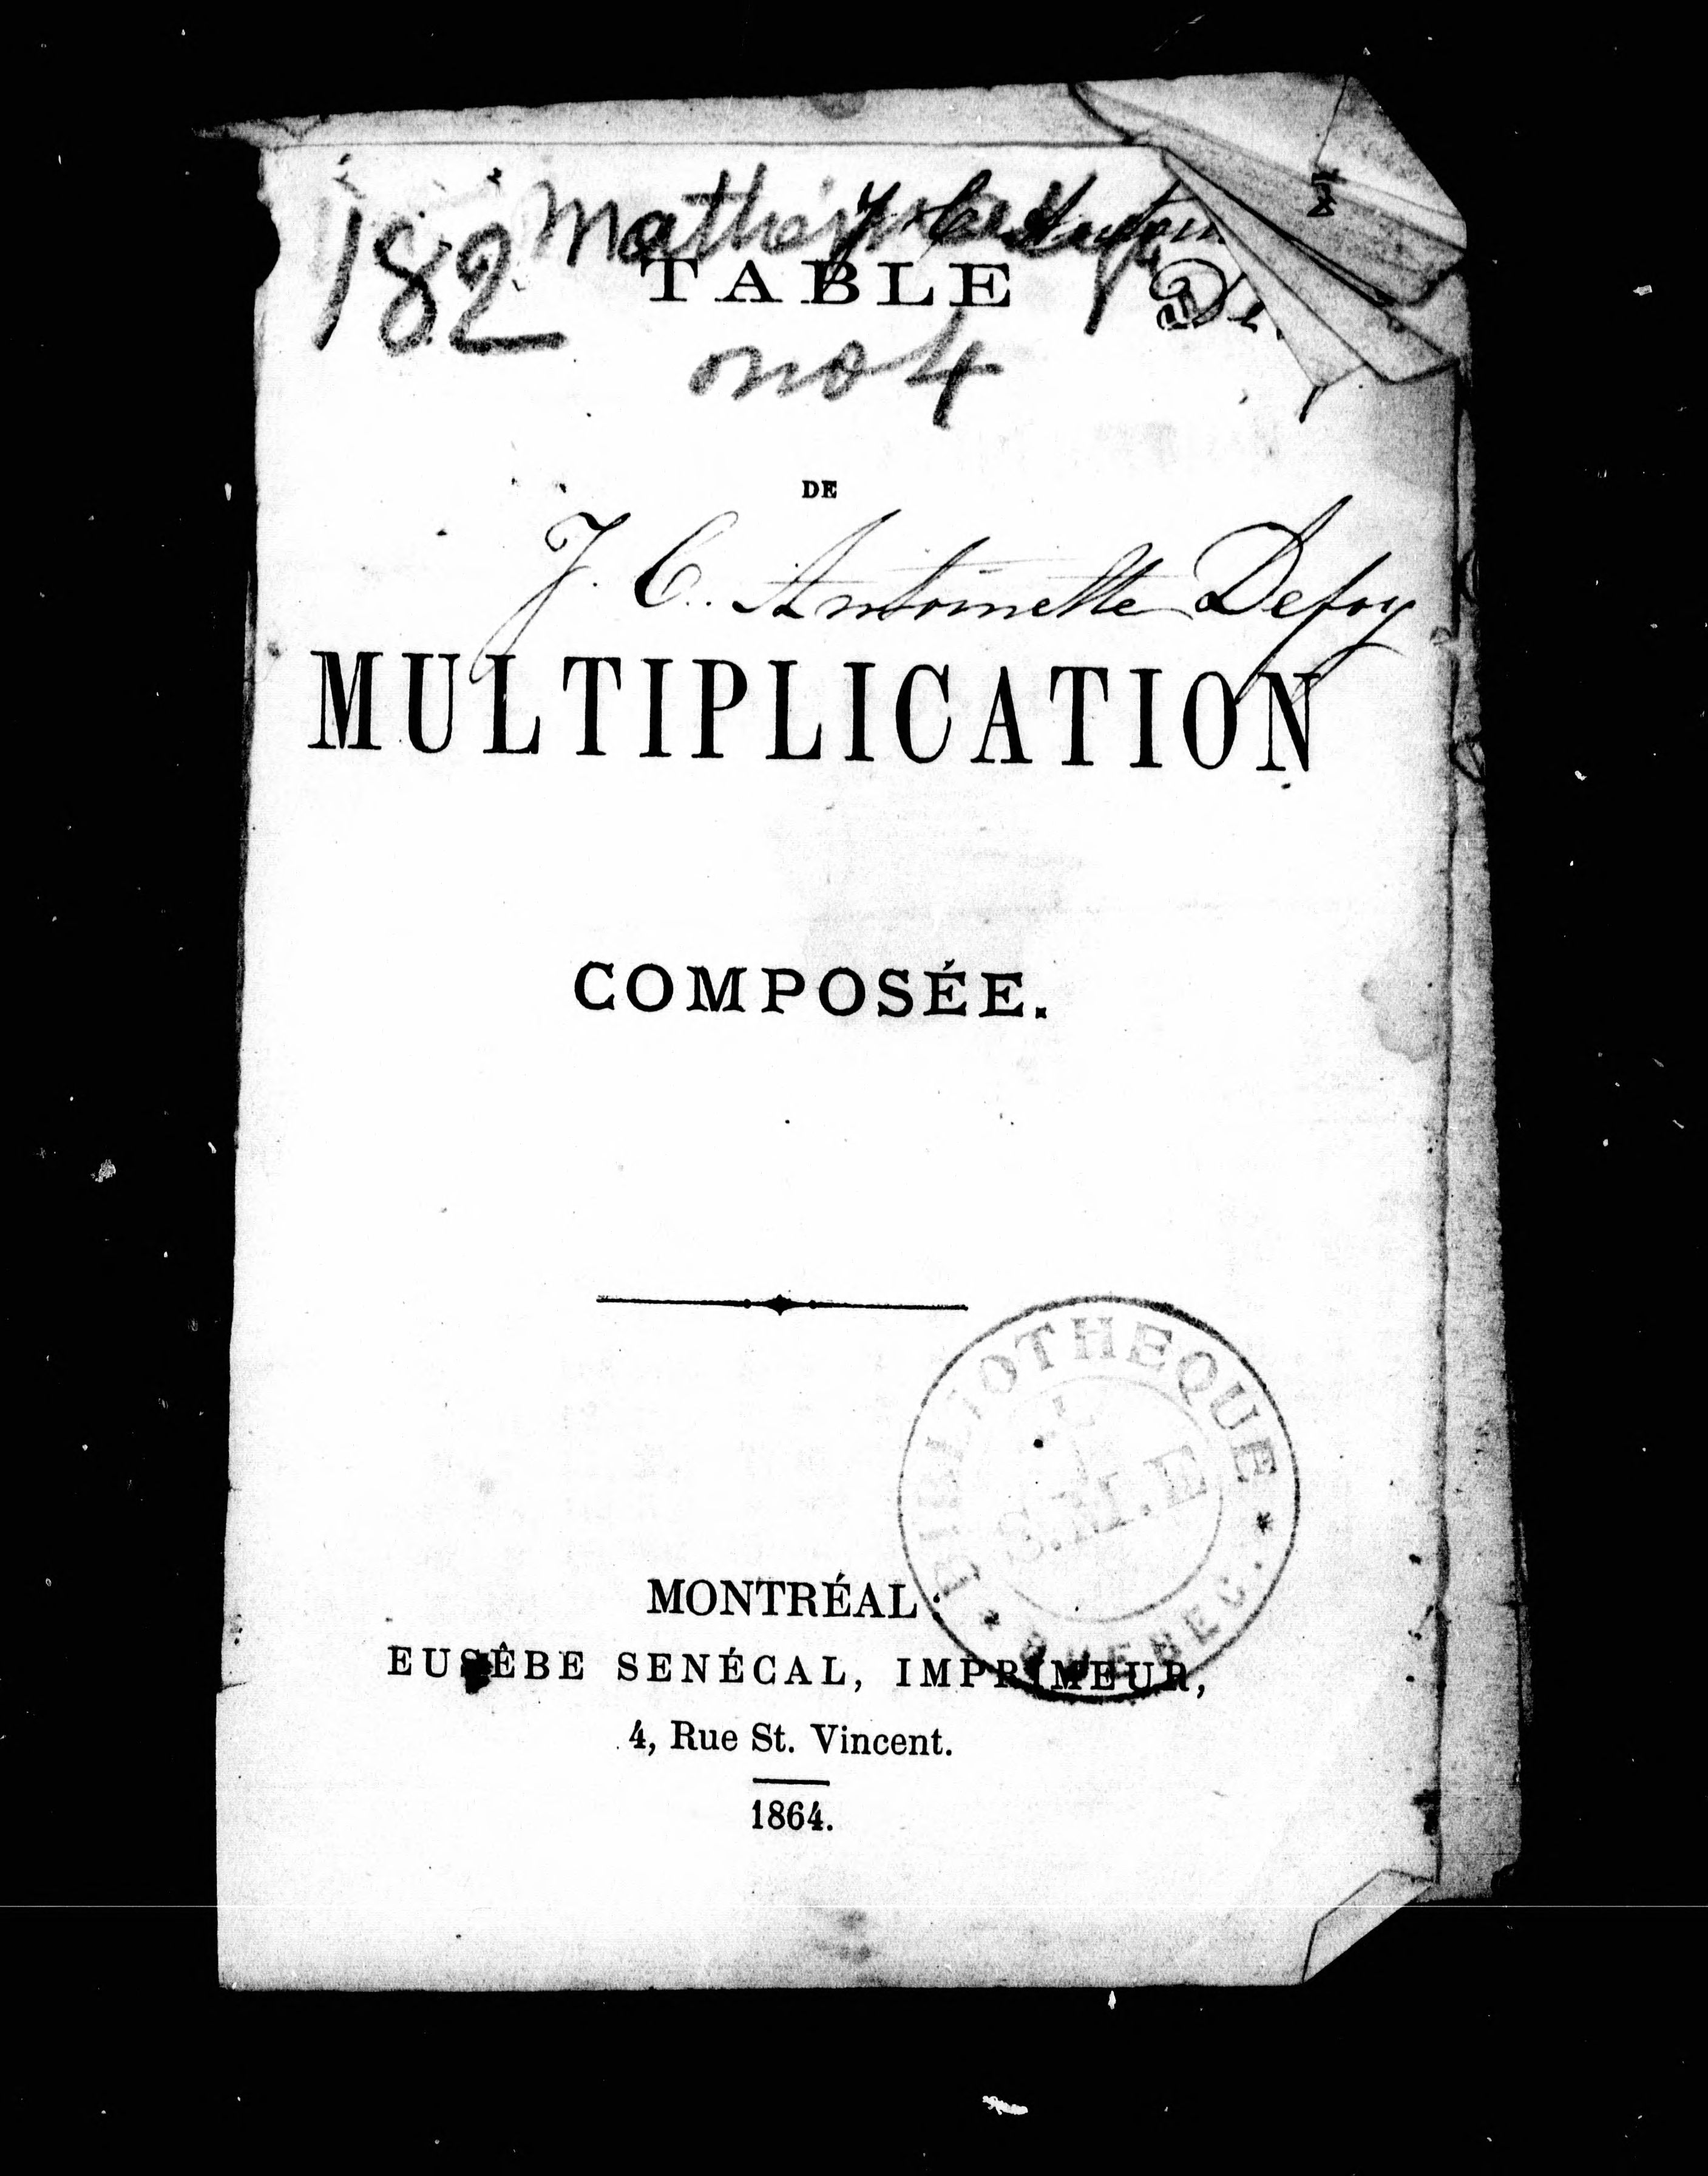 182
TABLE
no 4
DE
J. C. Antoinette Defoy
MULTIPLICATION
COMPOSÉE.
BIBLIOTHEQUE
QUEBEC.
MONTRÉAL:
EUSÈBE SENÉCAL, IMPRIMEUR,
4, Rue St. Vincent.
1864.